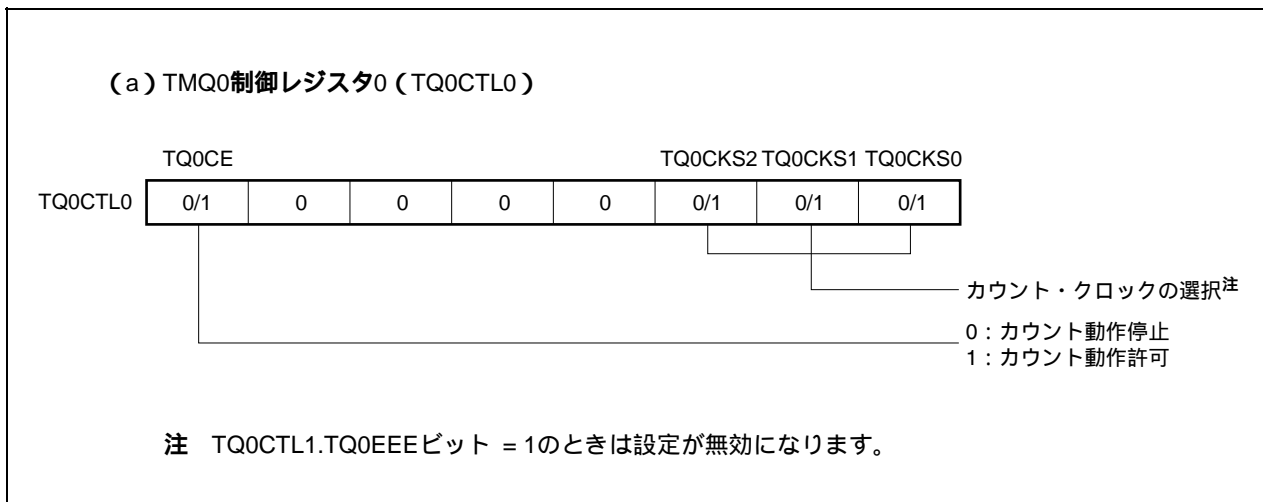 （a）TMQ0制御レジスタ0（TQ0CTL0）
TQ0CE TQ0CKS2 TQ0CKS1 TQ0CKS0
TQ0CTL0 0/1 0 0 0 0 0/1 0/1 0/1
カウント・クロックの選択注
0：カウント動作停止
1：カウント動作許可
注 TQ0CTL1.TQ0EEEビット = 1のときは設定が無効になります。